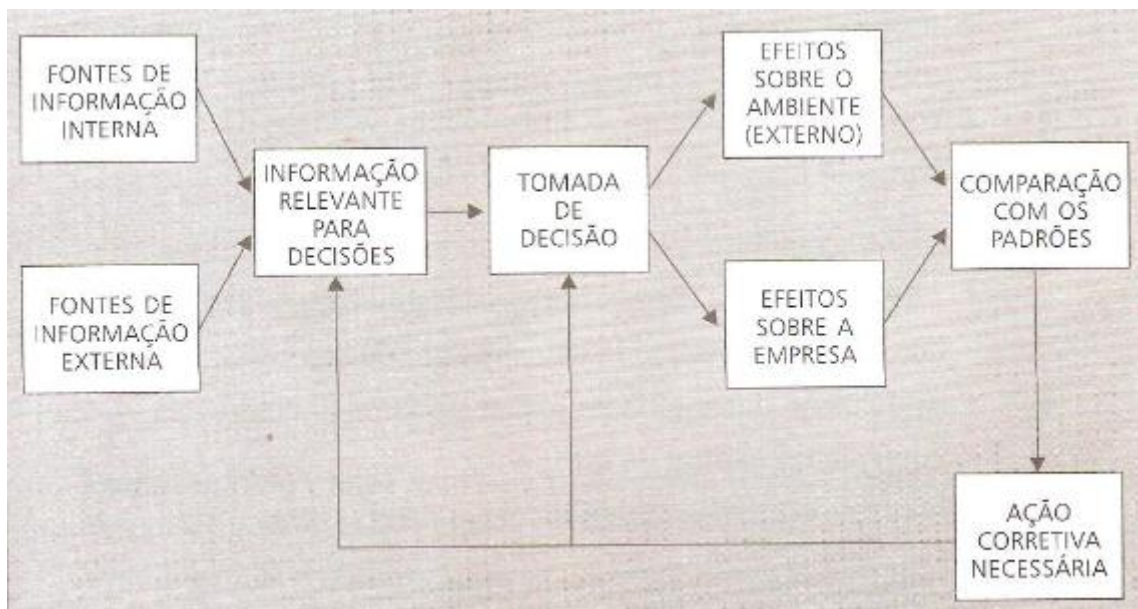 FONTES DE
INFORMAÇÃO
INTERNA
FONTES DE
INFORMAÇÃO
EXTERNA
INFORMAÇÃO
RELEVANTE
PARA
DECISÕES
TOMADA
DE
DECISÃO
EFEITOS
SOBRE O
AMBIENTE
(EXTERNO)
EFEITOS
SOBRE A
EMPRESA
COMPARAÇÃO
COM OS
PADRÕES
AÇÃO
CORRETIVA
NECESSÁRIA